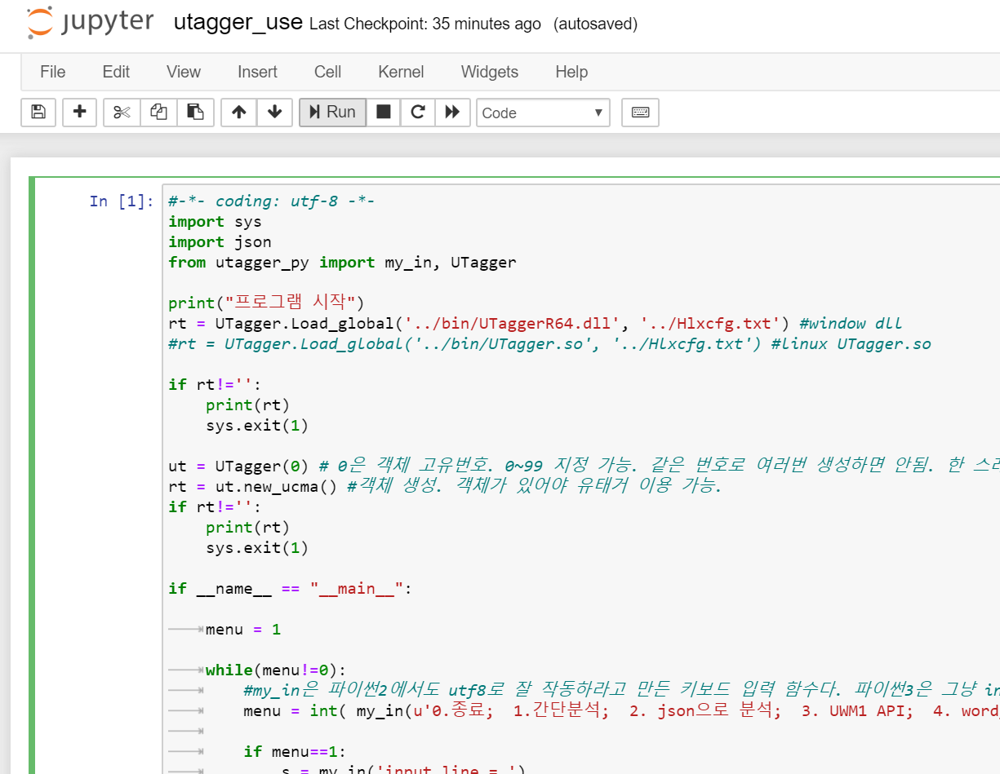 jupyter utagger_use Last Checkpoint: 35 minutes ago (autosaved)
File Edit View Insert Cell Kernel Widgets Help
Run Code
In [1]: #-*- coding: utf-8 -*-
import sys
import json
from utagger_py import my_in, UTagger
print("프로그램 시작")
rt = UTagger.Load_global('../bin/UTaggerR64.dll', '../Hlxcfg.txt') #window dll
#rt = UTagger.Load_global('../bin/UTagger.so', '../Hlxcfg.txt') #linux UTagger.so
if rt!='':
    print(rt)
    sys.exit(1)
ut = UTagger(0) # 0은 객체 고유번호. 0~99 지정 가능. 같은 번호로 여러번 생성하면 안됨. 한
rt = ut.new_ucma() #객체 생성. 객체가 있어야 유태거 이용 가능.
if rt!='':
    print(rt)
    sys.exit(1)
if __name__ == "__main__":
    menu = 1
    while(menu!=0):
        #my_in은 파이썬2에서도 utf8로 잘 작동하라고 만든 키보드 입력 함수다. 파이썬3은 그냥 in
        menu = int( my_in(u'0.종료;  1.간단분석;  2. json으로 분석;  3. UWM1 API;  4. word
        if menu==1:
            s = my_in('input line = ')